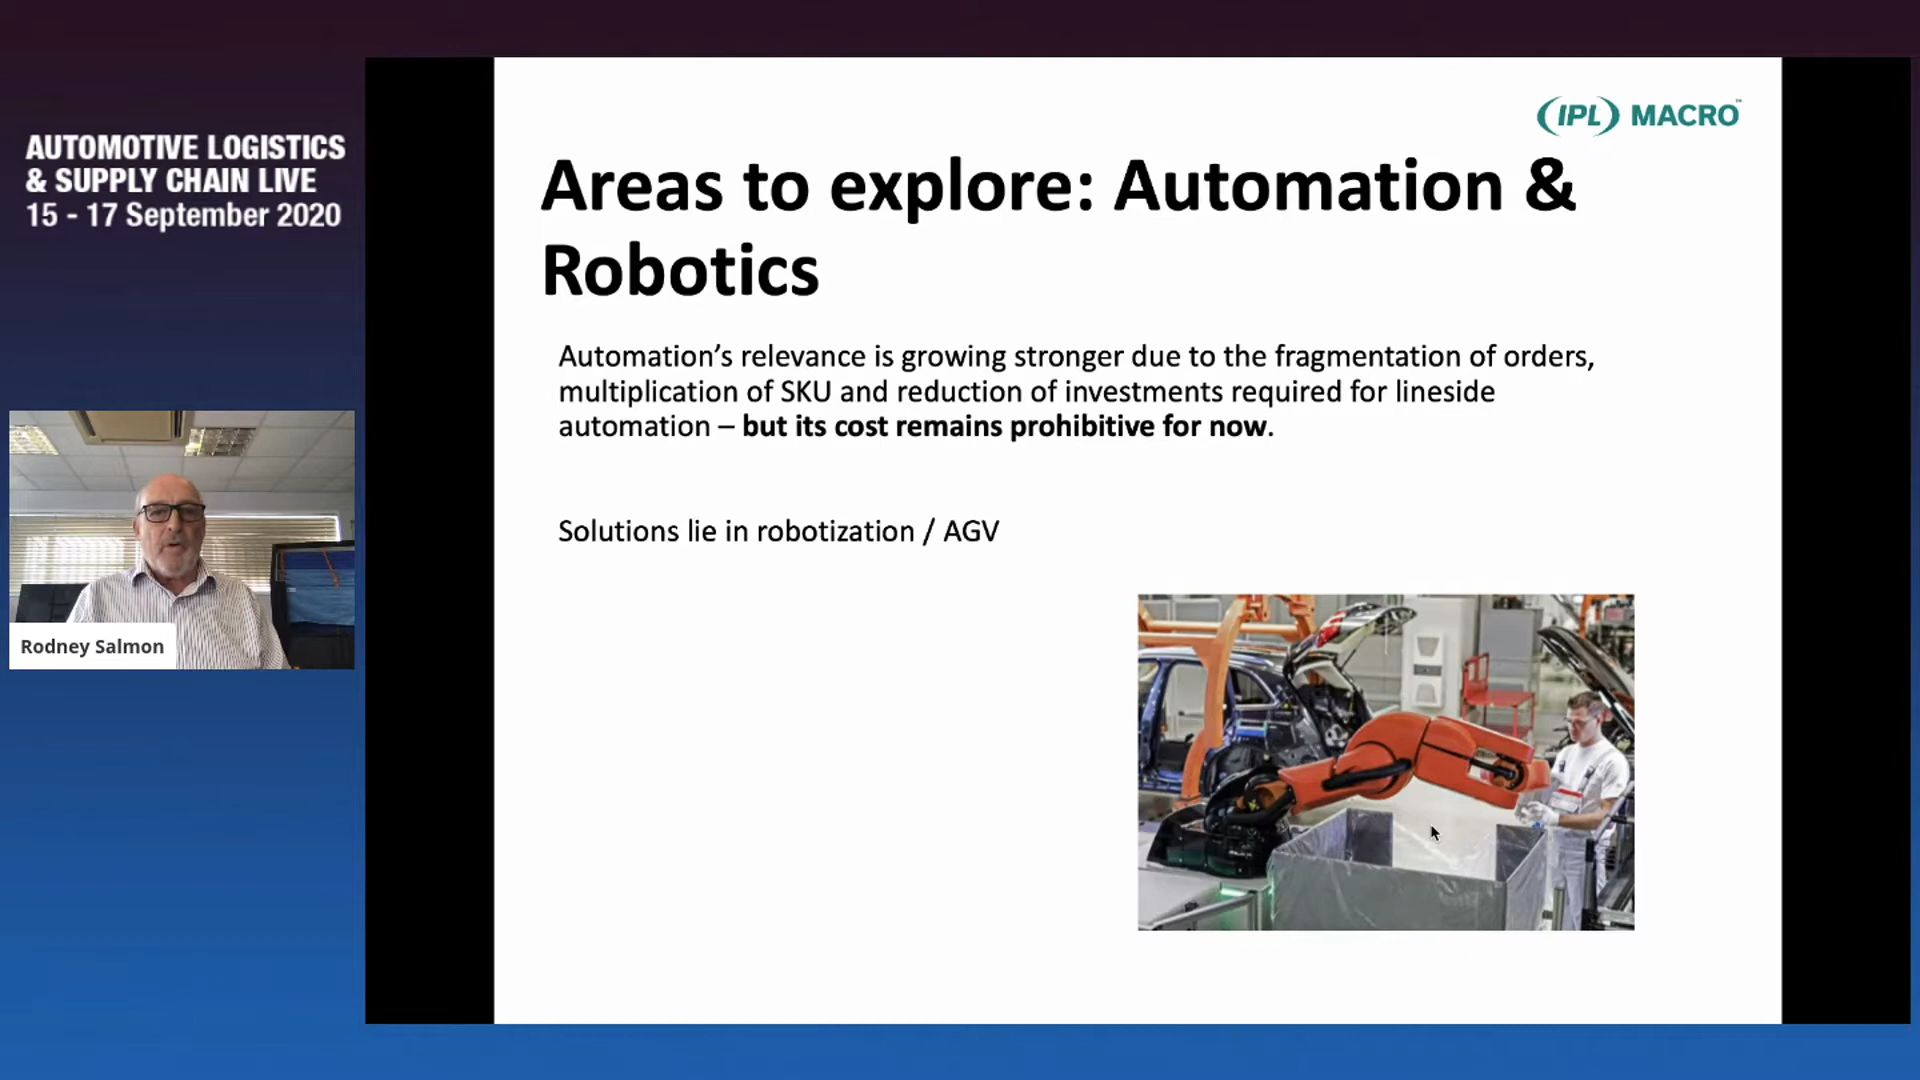 AUTOMOTIVE LOGISTICS
& SUPPLY CHAIN LIVE
15 - 17 September 2020
Rodney Salmon
(IPL) MACRO™
Areas to explore: Automation &
Robotics
Automation’s relevance is growing stronger due to the fragmentation of orders,
multiplication of SKU and reduction of investments required for lineside
automation – but its cost remains prohibitive for now.
Solutions lie in robotization / AGV